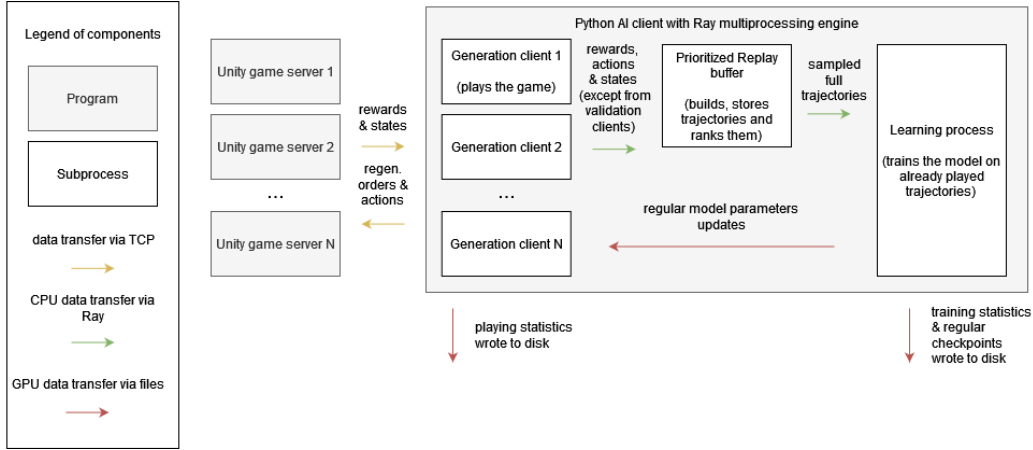 Legend of components
Program
Subprocess
data transfer via TCP
CPU data transfer via
Ray
GPU data transfer via files
Unity game server 1
Unity game server 2
...
Unity game server N
rewards
& states
regen.
orders &
actions
Python AI client with Ray multiprocessing engine
Generation client 1
(plays the game)
Generation client 2
...
Generation client N
rewards,
actions
& states
(except from
validation
clients)
Prioritized Replay
buffer
(builds, stores
trajectories and
ranks them)
sampled
full
trajectories
Learning process
(trains the model on
already played
trajectories)
regular model parameters
updates
playing statistics
wrote to disk
training statistics
& regular
checkpoints
wrote to disk